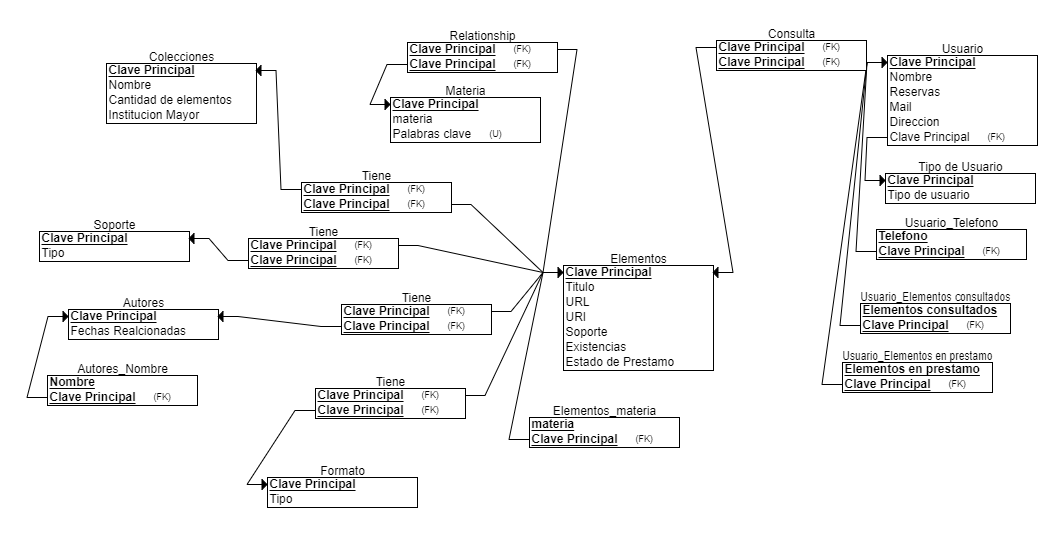 Relationship
Clave Principal (FK)
Clave Principal (FK)
Consulta
Clave Principal (FK)
Clave Principal (FK)
Colecciones
Clave Principal
Nombre
Cantidad de elementos
Institucion Mayor
Usuario
Clave Principal
Nombre
Reservas
Mail
Direccion
Clave Principal (FK)
Materia
Clave Principal
materia
Palabras clave (U)
Tiene
Clave Principal (FK)
Clave Principal (FK)
Tipo de Usuario
Clave Principal
Tipo de usuario
Soporte
Clave Principal
Tipo
Tiene
Clave Principal (FK)
Clave Principal (FK)
Usuario_Telefono
Telefono
Clave Principal (FK)
Elementos
Clave Principal
Titulo
URL
URI
Soporte
Existencias
Estado de Prestamo
Autores
Clave Principal
Fechas Realcionadas
Tiene
Clave Principal (FK)
Clave Principal (FK)
Usuario_Elementos consultados
Elementos consultados
Clave Principal (FK)
Usuario_Elementos en prestamo
Elementos en prestamo
Clave Principal (FK)
Autores_Nombre
Nombre
Clave Principal (FK)
Tiene
Clave Principal (FK)
Clave Principal (FK)
Elementos_materia
materia
Clave Principal (FK)
Formato
Clave Principal
Tipo